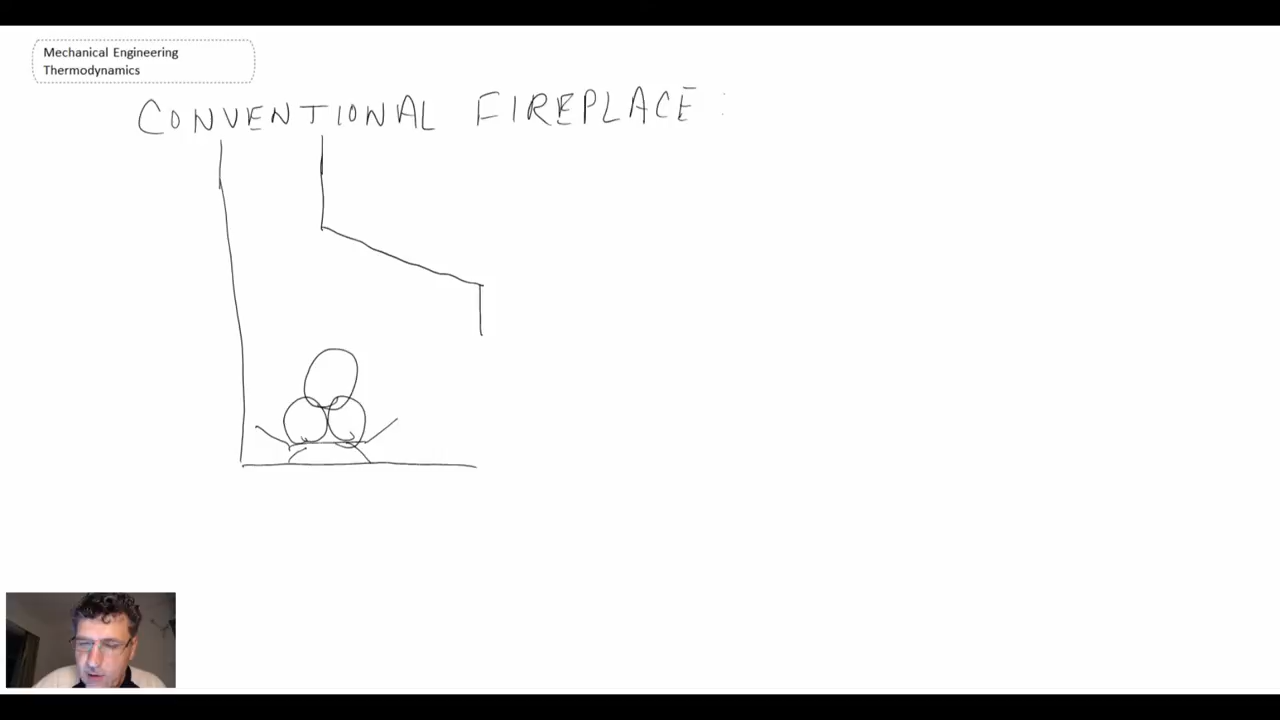 Mechanical Engineering
Thermodynamics
CONVENTIONAL FIREPLACE :